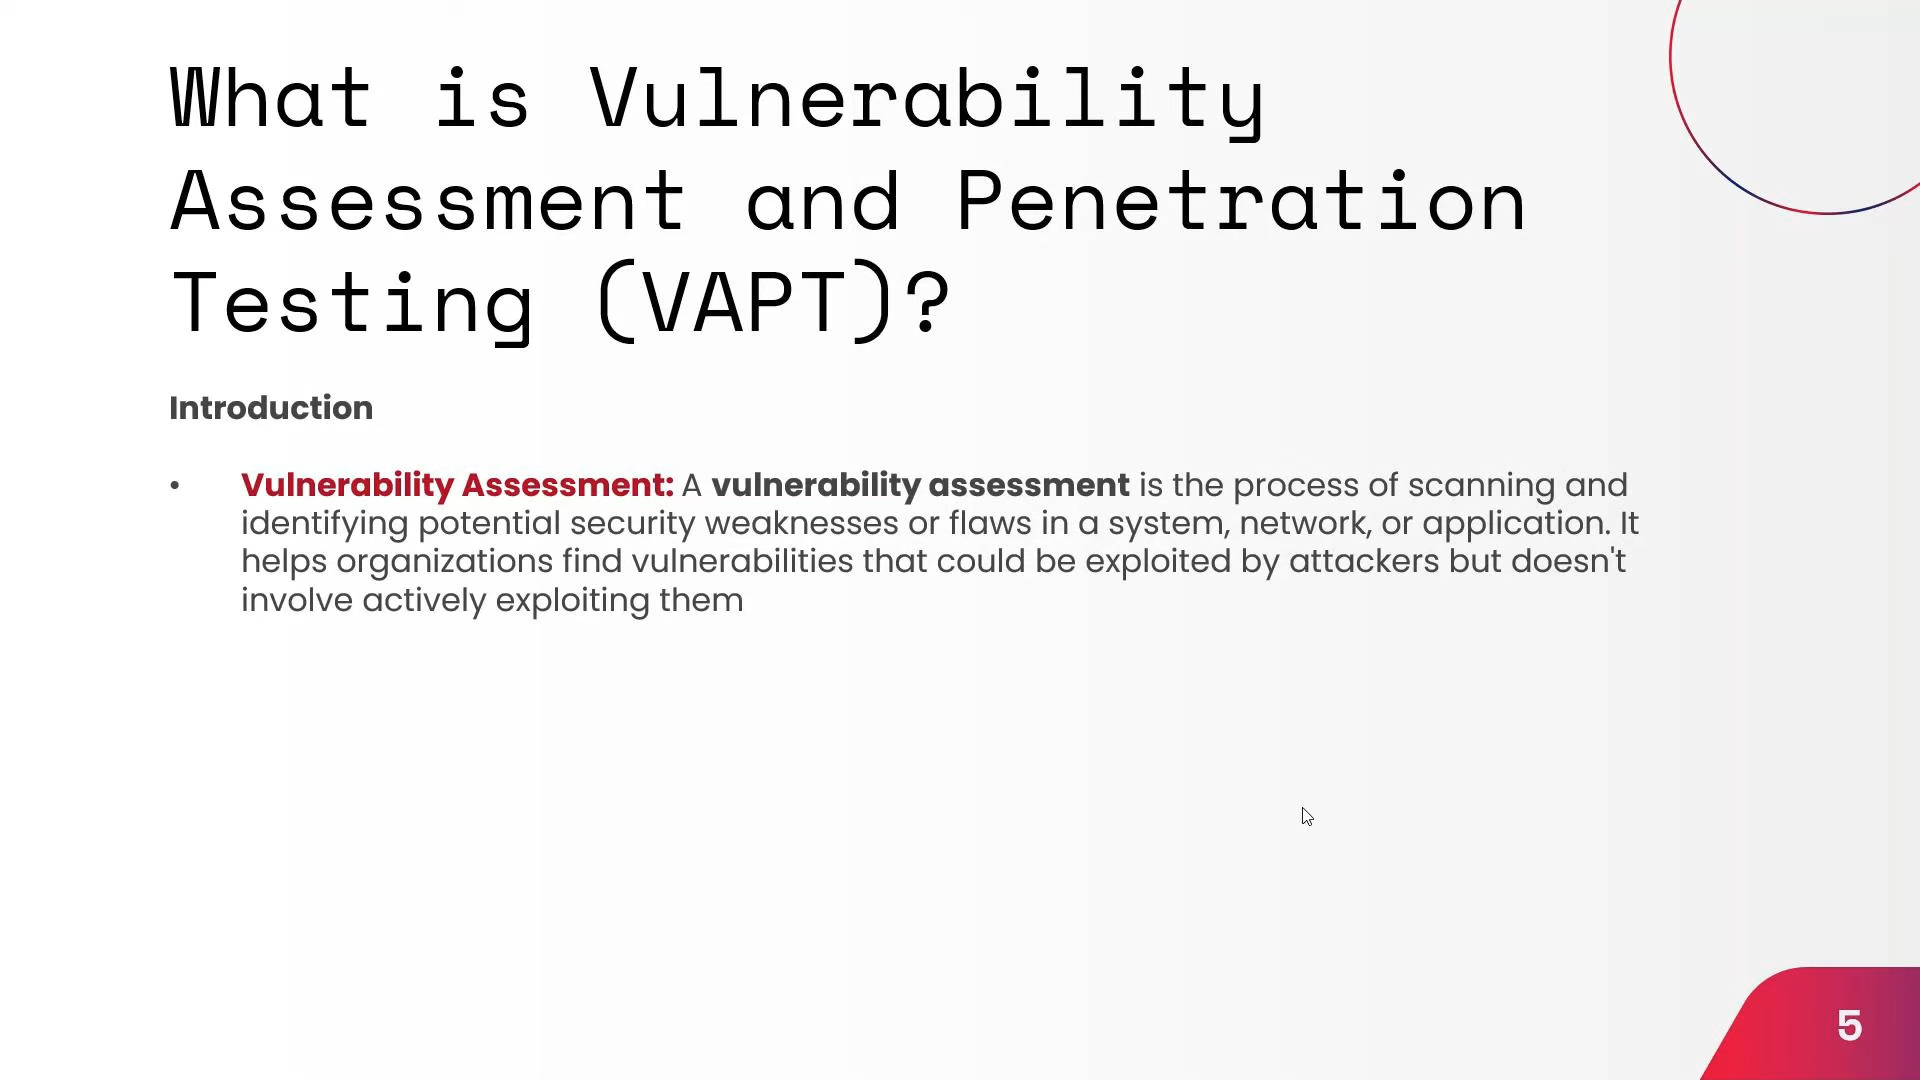 What is Vulnerability
Assessment and Penetration
Testing (VAPT)?
Introduction
• Vulnerability Assessment: A vulnerability assessment is the process of scanning and
identifying potential security weaknesses or flaws in a system, network, or application. It
helps organizations find vulnerabilities that could be exploited by attackers but doesn't
involve actively exploiting them
5